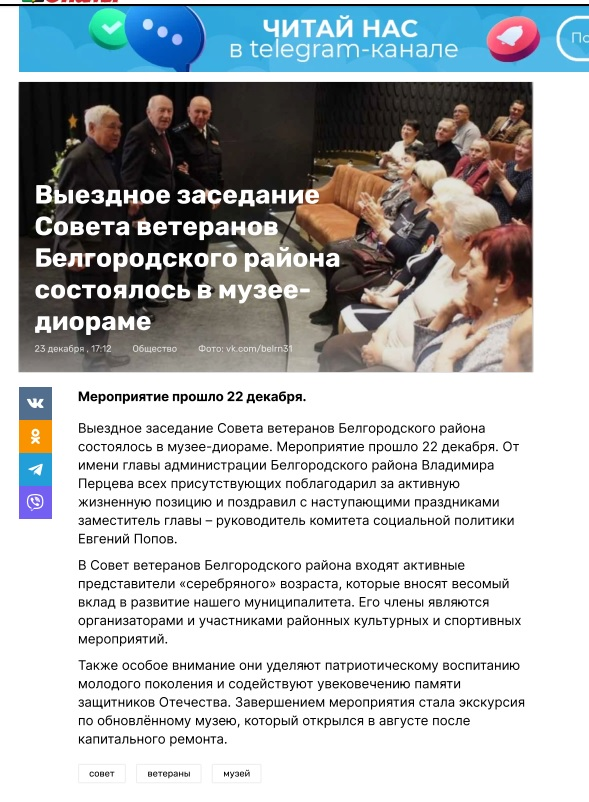 ЧИТАЙ НАС
в telegram-канале
Выездное заседание
Совета ветеранов
Белгородского района
состоялось в музее-
диораме
23 декабря , 17:12 Общество Фото: vk.com/belrn31
Мероприятие прошло 22 декабря.
Выездное заседание Совета ветеранов Белгородского района
состоялось в музее-диораме. Мероприятие прошло 22 декабря. От
имени главы администрации Белгородского района Владимира
Перцева всех присутствующих поблагодарил за активную
жизненную позицию и поздравил с наступающими праздниками
заместитель главы – руководитель комитета социальной политики
Евгений Попов.
В Совет ветеранов Белгородского района входят активные
представители «серебряного» возраста, которые вносят весомый
вклад в развитие нашего муниципалитета. Его члены являются
организаторами и участниками районных культурных и спортивных
мероприятий.
Также особое внимание они уделяют патриотическому воспитанию
молодого поколения и содействуют увековечению памяти
защитников Отечества. Завершением мероприятия стала экскурсия
по обновлённому музею, который открылся в августе после
капитального ремонта.
совет ветераны музей